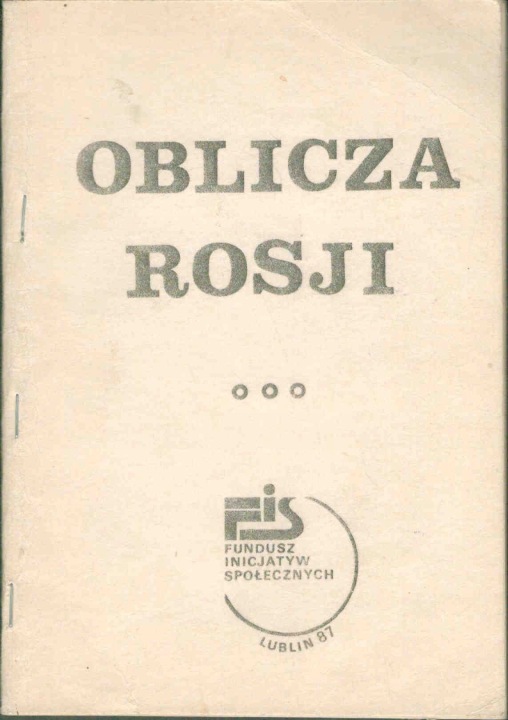 OBLICZA
ROSJI
FiS
FUNDUSZ
INICJATYW
SPOŁECZNYCH
LUBLIN 87